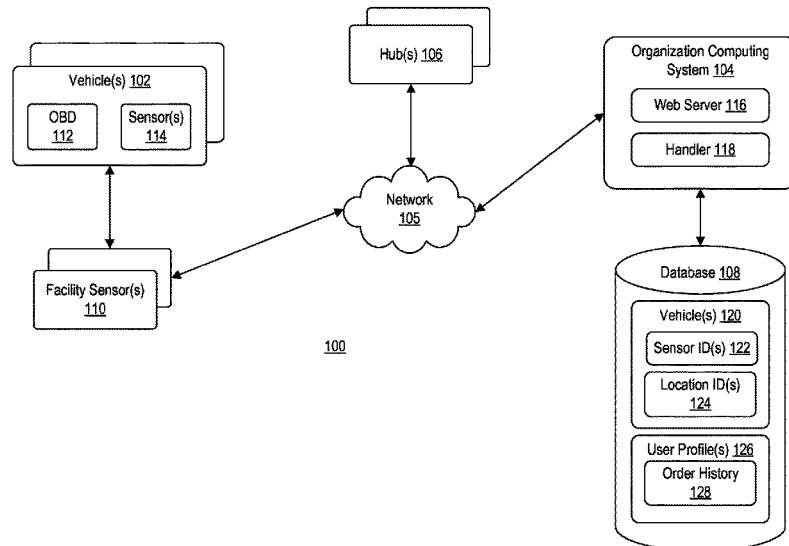 Vehicle(s) 102
OBD
112
Sensor(s)
114
Hub(s) 106
Organization Computing
System 104
Web Server 116
Handler 118
Network
105
Facility Sensor(s)
110
100
Database 108
Vehicle(s) 120
Sensor ID(s) 122
Location ID(s)
124
User Profile(s) 126
Order History
128